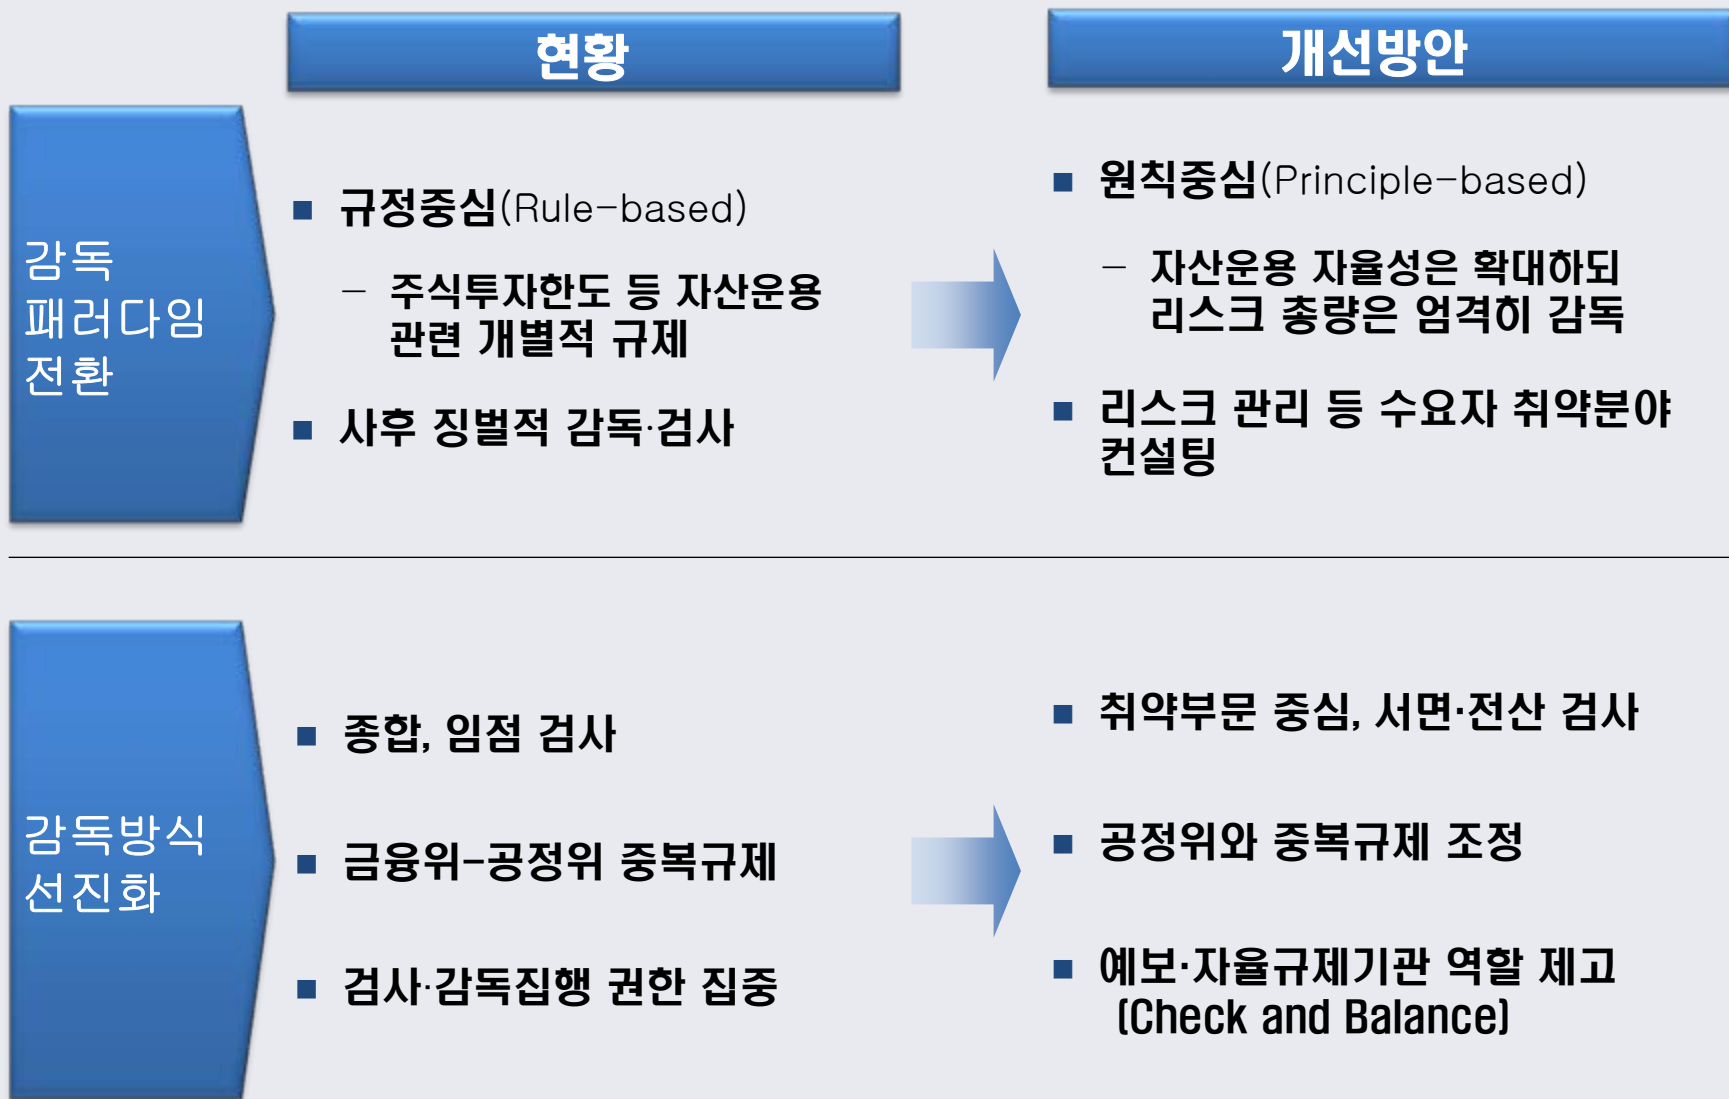 현황
개선방안
감독
패러다임
전환
■ 규정중심(Rule-based)
– 주식투자한도 등 자산운용
관련 개별적 규제
■ 사후 징벌적 감독·검사
■ 원칙중심(Principle-based)
– 자산운용 자율성은 확대하되
리스크 총량은 엄격히 감독
■ 리스크 관리 등 수요자 취약분야
컨설팅
감독방식
선진화
■ 종합, 임점 검사
■ 금융위-공정위 중복규제
■ 검사·감독집행 권한 집중
■ 취약부문 중심, 서면·전산 검사
■ 공정위와 중복규제 조정
■ 예보·자율규제기관 역할 제고
(Check and Balance)